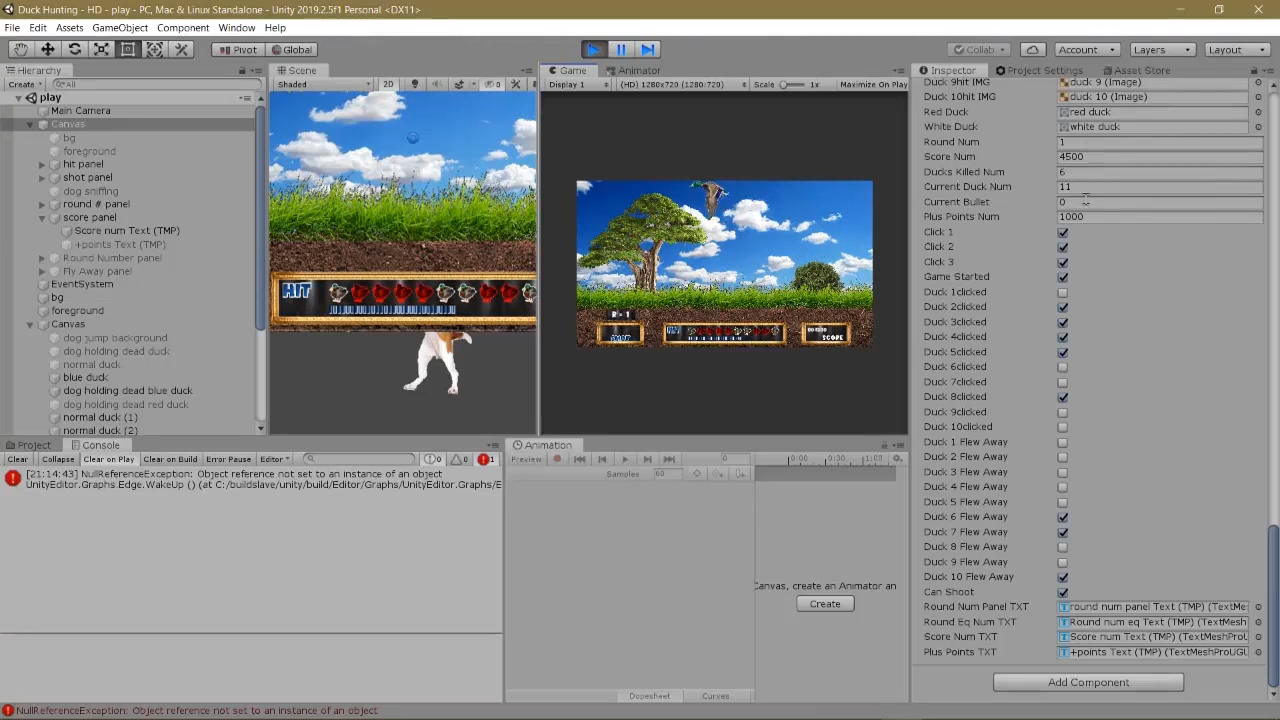 Duck Hunting - HD - play - PC, Mac & Linux Standalone - Unity 2019.2.5f1 Personal <DX11>
File Edit Assets GameObject Component Window Help
Pivot Global Collab Account Layers Layout
Hierarchy Scene Game Animator Inspector Project Settings Asset Store
Create All Shaded 2D 0 Display 1 (HD) 1280x720 (1280x720) Scale 1x Maximize On Play
play
Main Camera
Canvas
bg
foreground
hit panel
shot panel
dog sniffing
round # panel
score panel
Score num Text (TMP)
+points Text (TMP)
Round Number panel
Fly Away panel
EventSystem
bg
foreground
Canvas
dog jump background
dog holding dead duck
normal duck
blue duck
dog holding dead blue duck
dog holding dead red duck
normal duck (1)
normal duck (2)
HIT
R = 1
SHOT
HIT
SCORE
Duck 9hit IMG duck 9 (Image)
Duck 10hit IMG duck 10 (Image)
Red Duck red duck
White Duck white duck
Round Num 1
Score Num 4500
Ducks Killed Num 6
Current Duck Num 11
Current Bullet 0
Plus Points Num 1000
Click 1
Click 2
Click 3
Game Started
Duck 1clicked
Duck 2clicked
Duck 3clicked
Duck 4clicked
Duck 5clicked
Duck 6clicked
Duck 7clicked
Duck 8clicked
Duck 9clicked
Duck 10clicked
Duck 1 Flew Away
Duck 2 Flew Away
Duck 3 Flew Away
Duck 4 Flew Away
Duck 5 Flew Away
Duck 6 Flew Away
Duck 7 Flew Away
Duck 8 Flew Away
Duck 9 Flew Away
Duck 10 Flew Away
Can Shoot
Round Num Panel TXT round num panel Text (TMP) (TextMe
Round Eq Num TXT Round num eq Text (TMP) (TextMesh
Score Num TXT Score num Text (TMP) (TextMeshProU
Plus Points TXT +points Text (TMP) (TextMeshProUGU
Add Component
Project Console
Clear Collapse Clear on Play Clear on Build Error Pause Editor 0 0 1
[21:14:43] NullReferenceException: Object reference not set to an instance of an object
UnityEditor.Graphs.Edge.WakeUp () (at C:/buildslave/unity/build/Editor/Graphs/UnityEditor.Graphs/E
Animation
Preview 0 0:00 0:30 1:00
Samples 60
Canvas, create an Animator an
Create
Dopesheet Curves
NullReferenceException: Object reference not set to an instance of an object